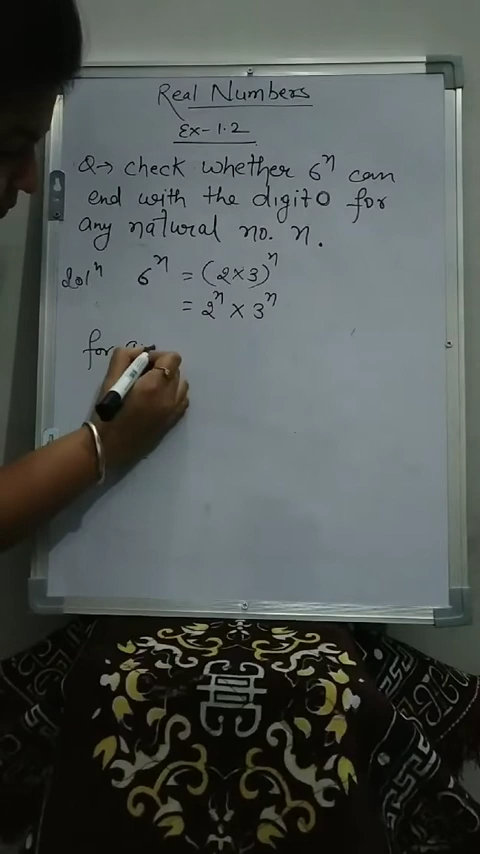 Real Numbers
Ex-1.2
Q→ check whether 6ⁿ can
end with the digit 0 for
any natural no. n.
Solⁿ 6ⁿ = (2×3)ⁿ
= 2ⁿ × 3ⁿ
for